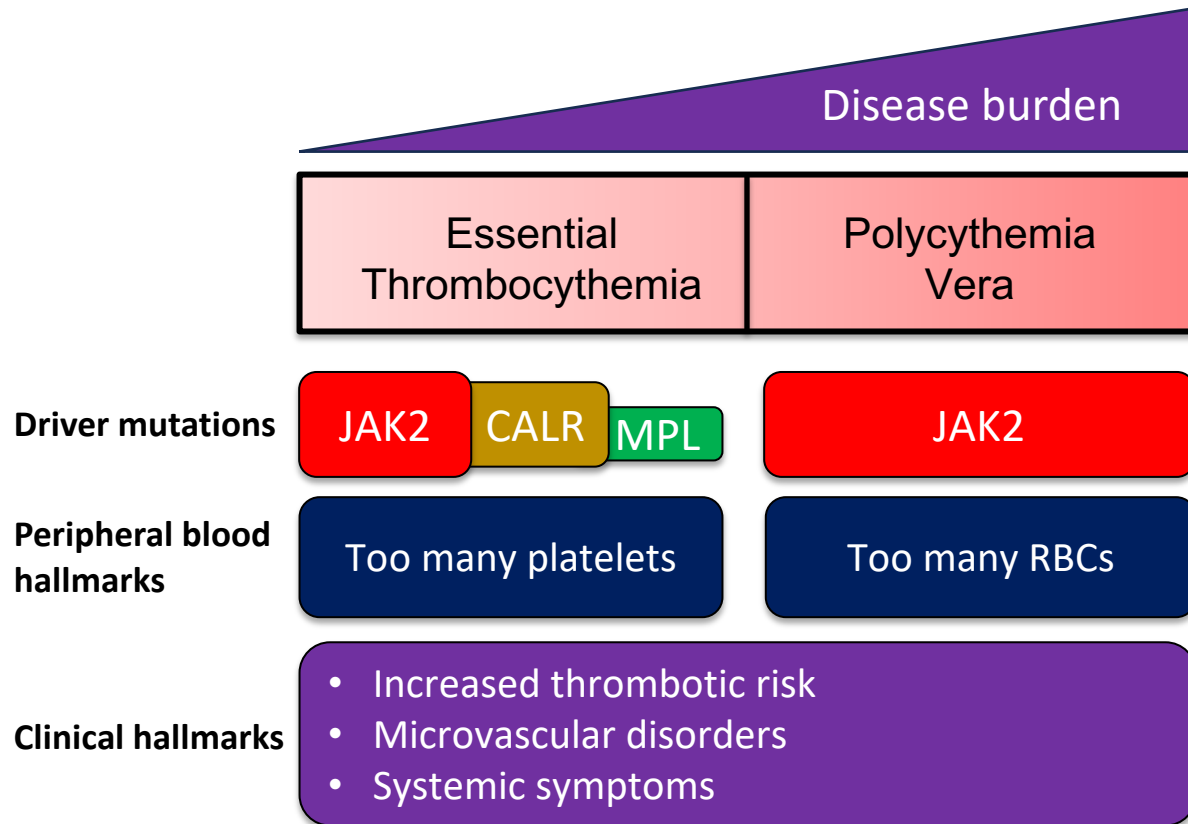 Disease burden
Essential
Thrombocythemia
Polycythemia
Vera
Driver mutations
JAK2
CALR
MPL
JAK2
Peripheral blood
hallmarks
Too many platelets
Too many RBCs
Clinical hallmarks
• Increased thrombotic risk
• Microvascular disorders
• Systemic symptoms